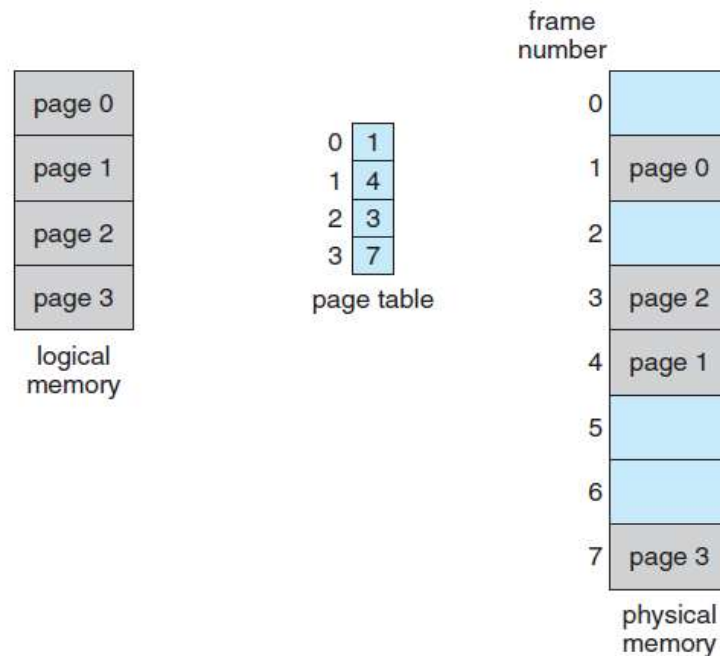 page 0
page 1
page 2
page 3
logical
memory
0 1
1 4
2 3
3 7
page table
frame
number
0
1 page 0
2
3 page 2
4 page 1
5
6
7 page 3
physical
memory